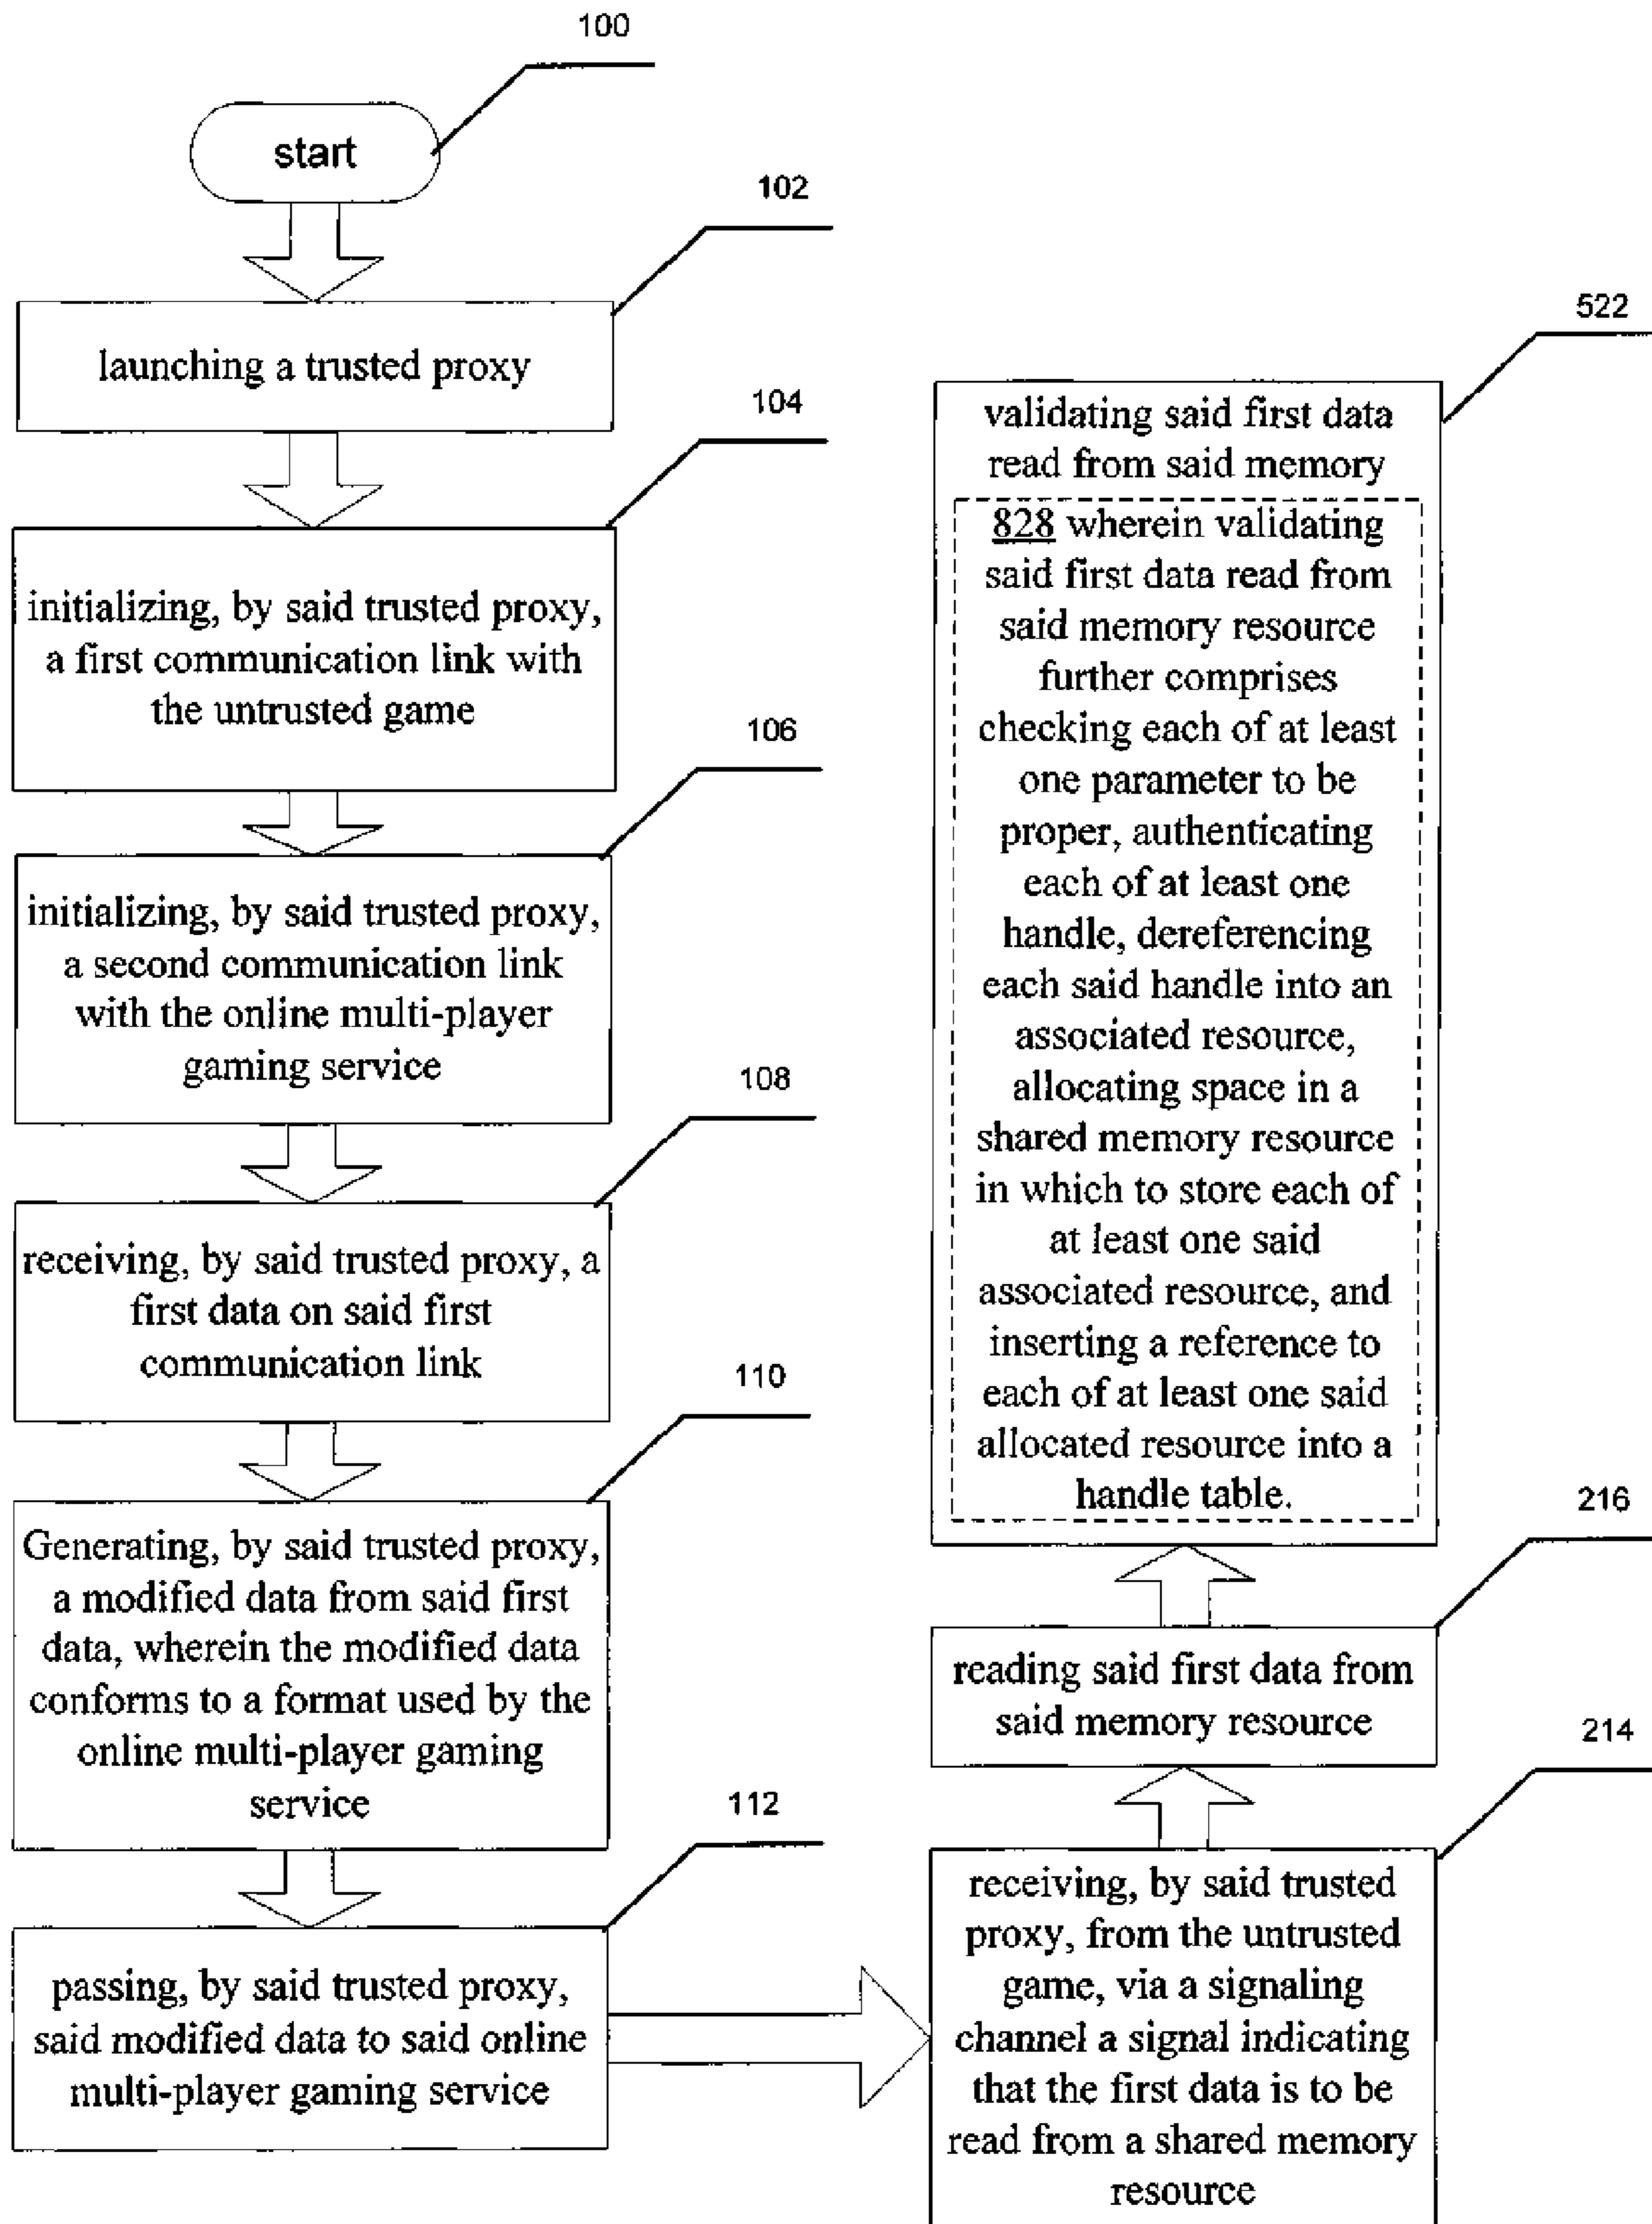 100
start
102
launching a trusted proxy
104
initializing, by said trusted proxy,
a first communication link with
the untrusted game
106
initializing, by said trusted proxy,
a second communication link
with the online multi-player
gaming service
108
receiving, by said trusted proxy, a
first data on said first
communication link
110
Generating, by said trusted proxy,
a modified data from said first
data, wherein the modified data
conforms to a format used by the
online multi-player gaming
service
112
passing, by said trusted proxy,
said modified data to said online
multi-player gaming service
214
receiving, by said trusted
proxy, from the untrusted
game, via a signaling
channel a signal indicating
that the first data is to be
read from a shared memory
resource
216
reading said first data from
said memory resource
522
validating said first data
read from said memory
828 wherein validating
said first data read from
said memory resource
further comprises
checking each of at least
one parameter to be
proper, authenticating
each of at least one
handle, dereferencing
each said handle into an
associated resource,
allocating space in a
shared memory resource
in which to store each of
at least one said
associated resource, and
inserting a reference to
each of at least one said
allocated resource into a
handle table.